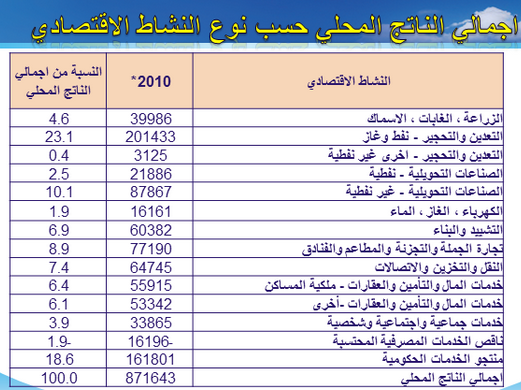 اجمالي الناتج المحلي حسب نوع النشاط الاقتصادي
النشاط الاقتصادي 2010* النسبة من اجمالي الناتج المحلي
الزراعة ، الغابات ، الاسماك 39986 4.6
التعدين والتحجير - نفط وغاز 201433 23.1
التعدين والتحجير - اخرى غير نفطية 3125 0.4
الصناعات التحويلية - نفطية 21886 2.5
الصناعات التحويلية - غير نفطية 87867 10.1
الكهرباء ، الغاز ، الماء 16161 1.9
التشييد والبناء 60382 6.9
تجارة الجملة والتجزئة والمطاعم والفنادق 77190 8.9
النقل والتخزين والاتصالات 64745 7.4
خدمات المال والتأمين والعقارات - ملكية المساكن 55915 6.4
خدمات المال والتأمين والعقارات -أخرى 53342 6.1
خدمات جماعية واجتماعية وشخصية 33865 3.9
ناقص الخدمات المصرفية المحتسبة 16196- 1.9-
منتجو الخدمات الحكومية 161801 18.6
اجمالي الناتج المحلي 871643 100.0